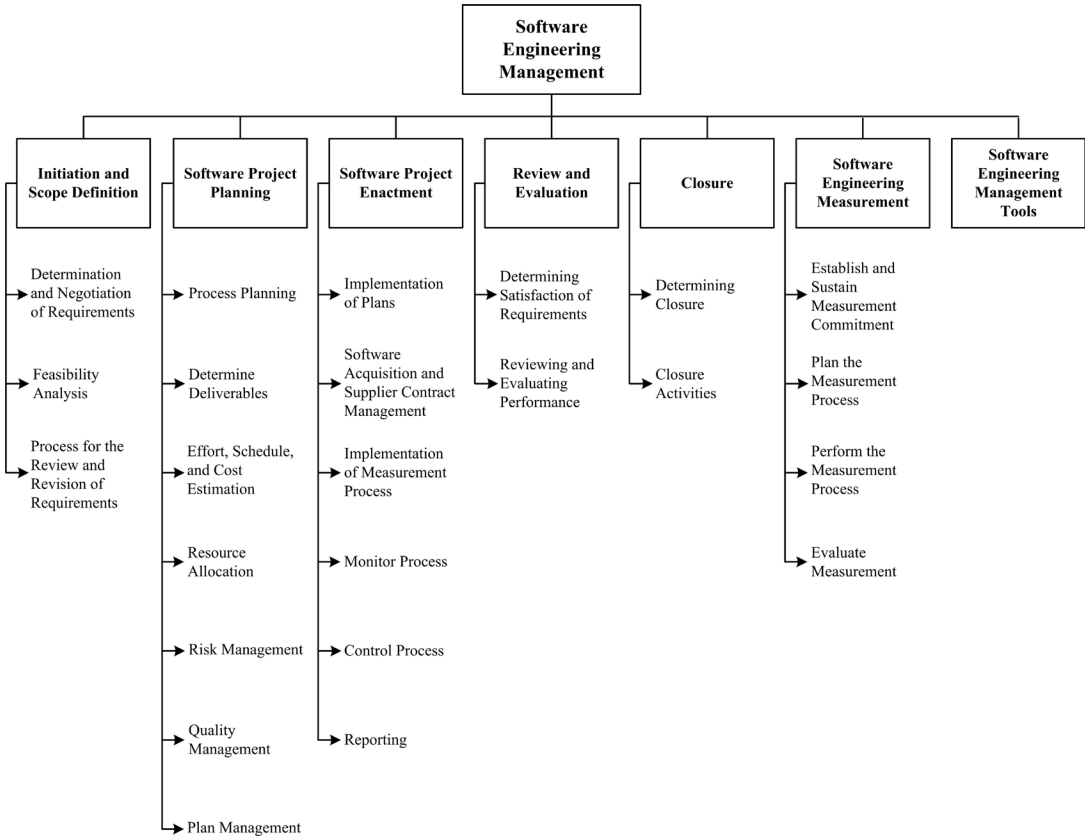 Software
Engineering
Management
Initiation and
Scope Definition
Software Project
Planning
Software Project
Enactment
Review and
Evaluation
Closure
Software
Engineering
Measurement
Software
Engineering
Management
Tools
Determination
and Negotiation
of Requirements
Feasibility
Analysis
Process for the
Review and
Revision of
Requirements
Process Planning
Determine
Deliverables
Effort, Schedule,
and Cost
Estimation
Resource
Allocation
Risk Management
Quality
Management
Plan Management
Implementation
of Plans
Software
Acquisition and
Supplier Contract
Management
Implementation
of Measurement
Process
Monitor Process
Control Process
Reporting
Determining
Satisfaction of
Requirements
Reviewing and
Evaluating
Performance
Determining
Closure
Closure
Activities
Establish and
Sustain
Measurement
Commitment
Plan the
Measurement
Process
Perform the
Measurement
Process
Evaluate
Measurement